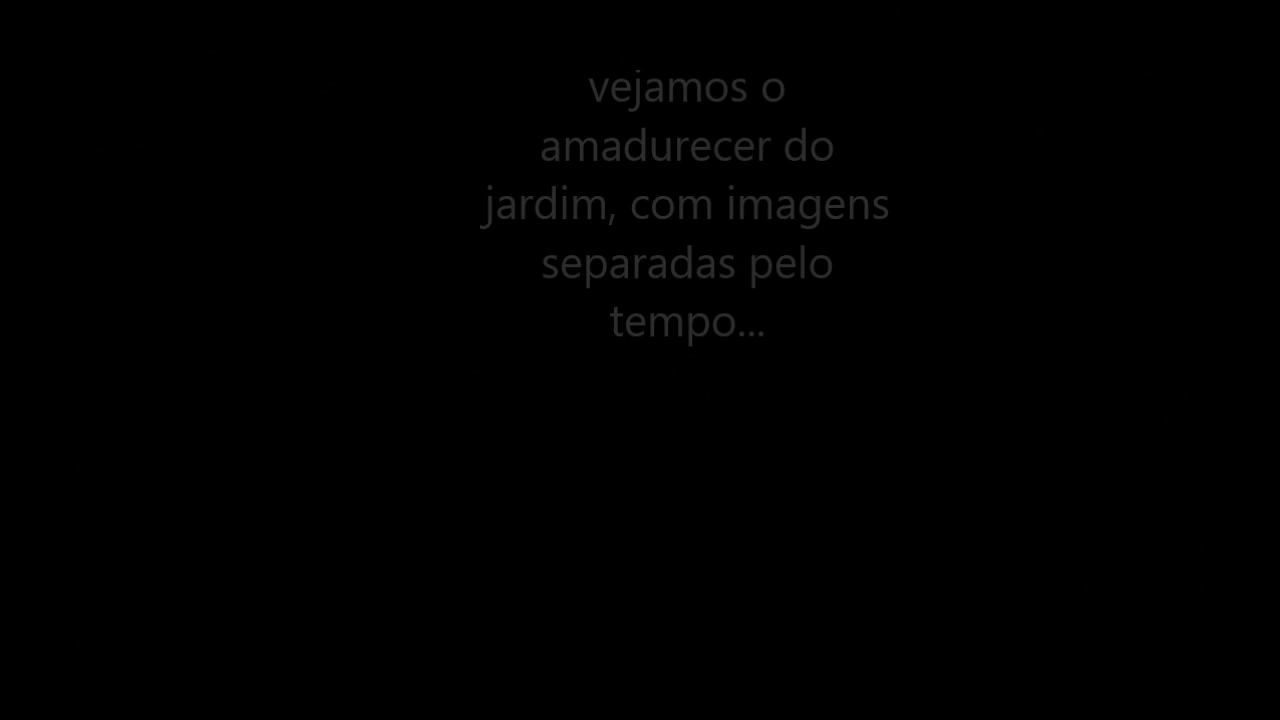 vejamos o
amadurecer do
jardim, com imagens
separadas pelo
tempo...